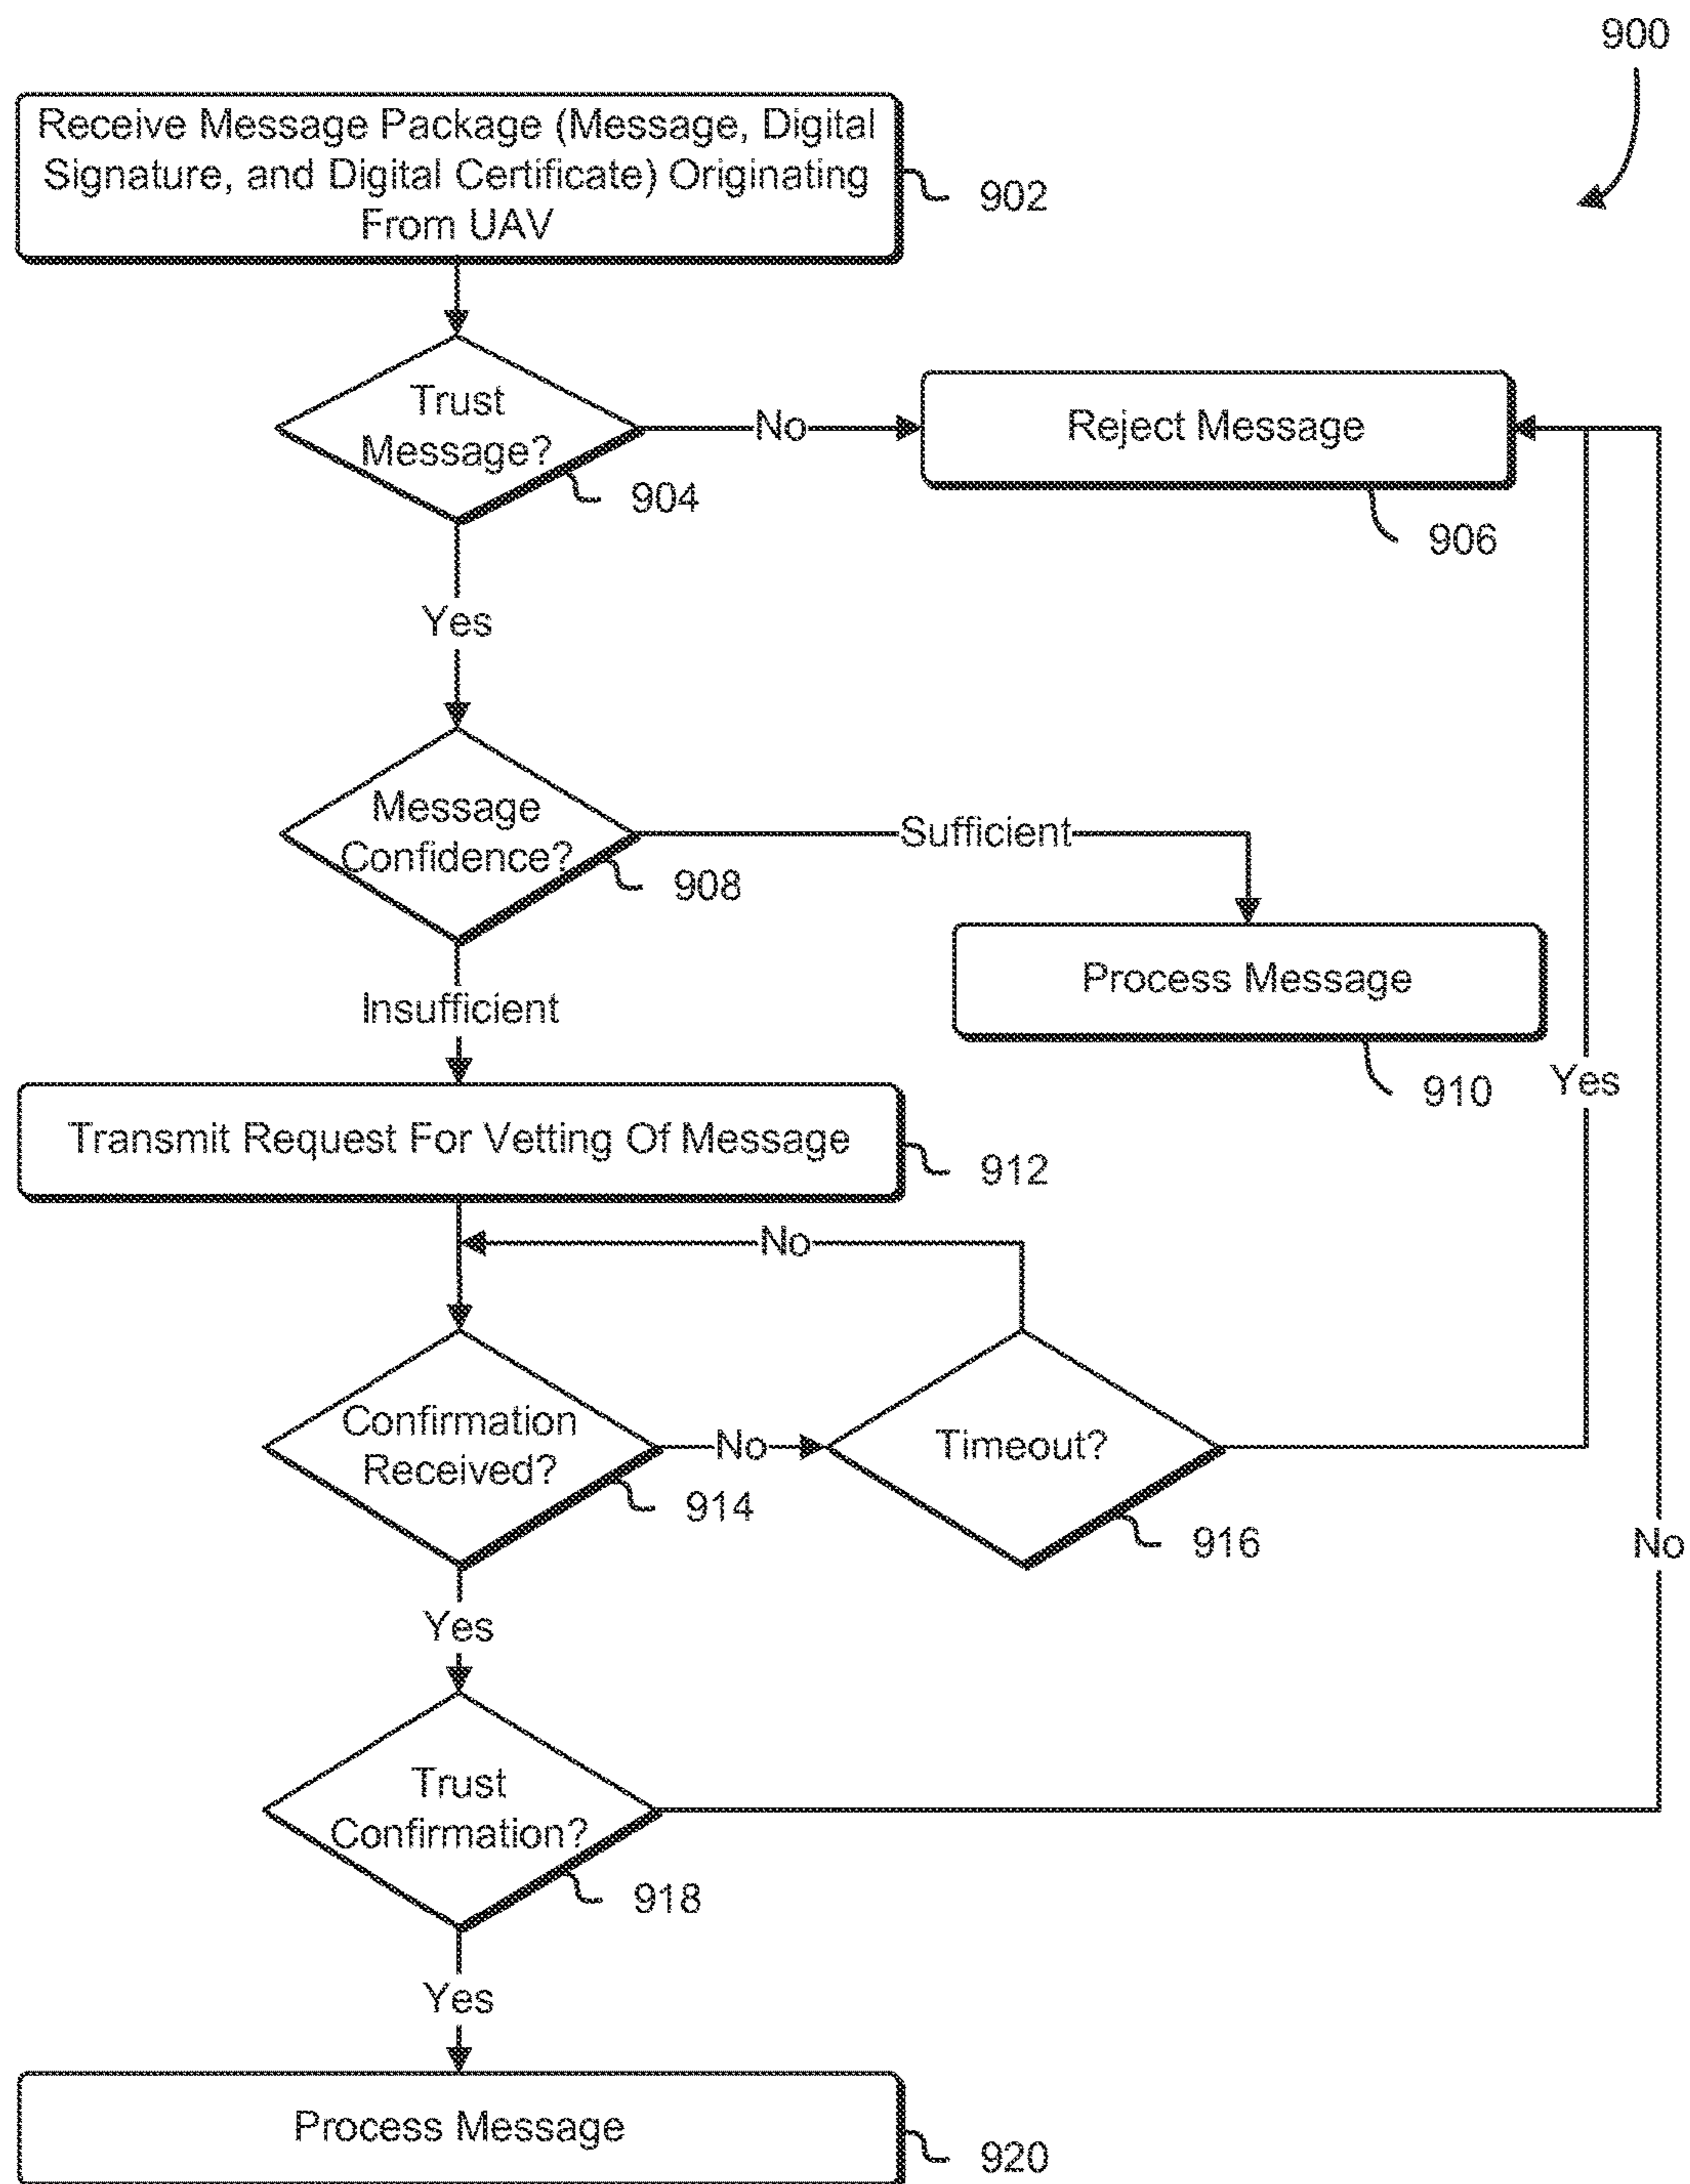 900
Receive Message Package (Message, Digital
Signature, and Digital Certificate) Originating
From UAV
902
Trust
Message?
904
No
Reject Message
906
Yes
Message
Confidence?
908
Sufficient
Process Message
910
Insufficient
Yes
Transmit Request For Vetting Of Message
912
No
Confirmation
Received?
914
No
Timeout?
916
No
Yes
Trust
Confirmation?
918
Yes
Process Message
920